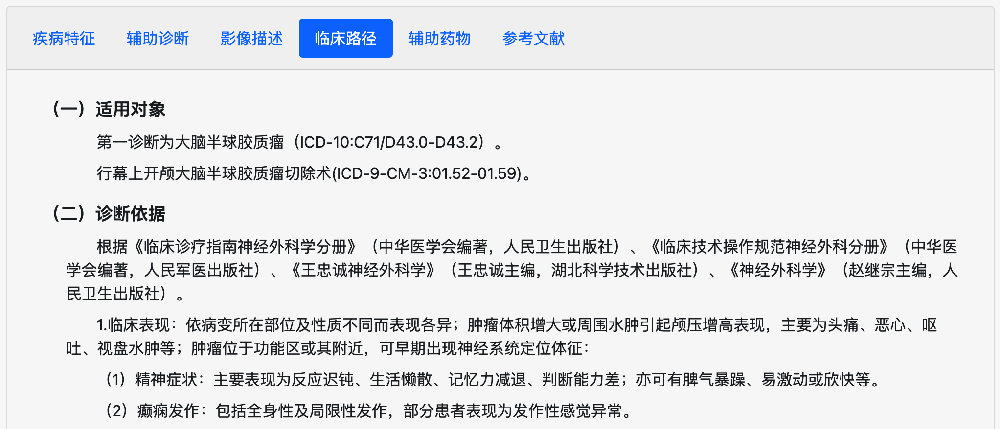 疾病特征 辅助诊断 影像描述 临床路径 辅助药物 参考文献
（一）适用对象
第一诊断为大脑半球胶质瘤（ICD-10:C71/D43.0-D43.2）。
行幕上开颅大脑半球胶质瘤切除术(ICD-9-CM-3:01.52-01.59)。
（二）诊断依据
根据《临床诊疗指南神经外科学分册》（中华医学会编著，人民卫生出版社）、《临床技术操作规范神经外科分册》（中华医
学会编著，人民军医出版社）、《王忠诚神经外科学》（王忠诚主编，湖北科学技术出版社）、《神经外科学》（赵继宗主编，人
民卫生出版社）。
1.临床表现：依病变所在部位及性质不同而表现各异；肿瘤体积增大或周围水肿引起颅压增高表现，主要为头痛、恶心、呕
吐、视盘水肿等；肿瘤位于功能区或其附近，可早期出现神经系统定位体征：
（1）精神症状：主要表现为反应迟钝、生活懒散、记忆力减退、判断能力差；亦可有脾气暴躁、易激动或欣快等。
（2）癫痫发作：包括全身性及局限性发作，部分患者表现为发作性感觉异常。